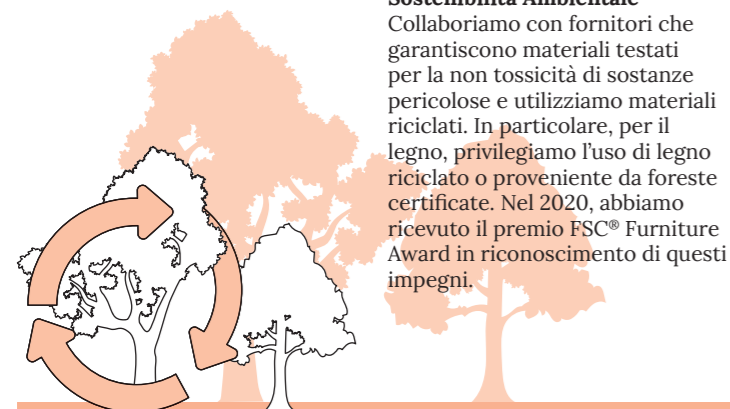 Sostenibilità Ambientale
Collaboriamo con fornitori che
garantiscono materiali testati
per la non tossicità di sostanze
pericolose e utilizziamo materiali
riciclati. In particolare, per il
legno, privilegiamo l’uso di legno
riciclato o proveniente da foreste
certificate. Nel 2020, abbiamo
ricevuto il premio FSC® Furniture
Award in riconoscimento di questi
impegni.